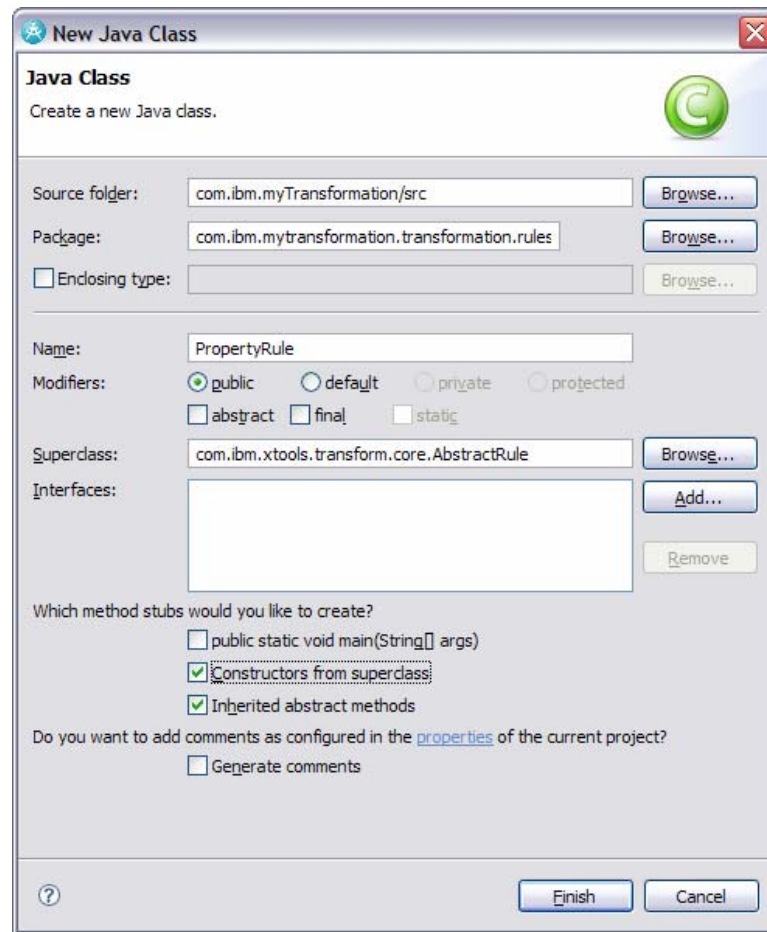 New Java Class
Java Class
Create a new Java class.
Source folder: com.ibm.myTransformation/src Browse...
Package: com.ibm.mytransformation.transformation.rules Browse...
Enclosing type: Browse...
Name: PropertyRule
Modifiers: public default private protected
abstract final static
Superclass: com.ibm.xtools.transform.core.AbstractRule Browse...
Interfaces: Add...
Remove
Which method stubs would you like to create?
public static void main(String[] args)
Constructors from superclass
Inherited abstract methods
Do you want to add comments as configured in the properties of the current project?
Generate comments
Finish Cancel